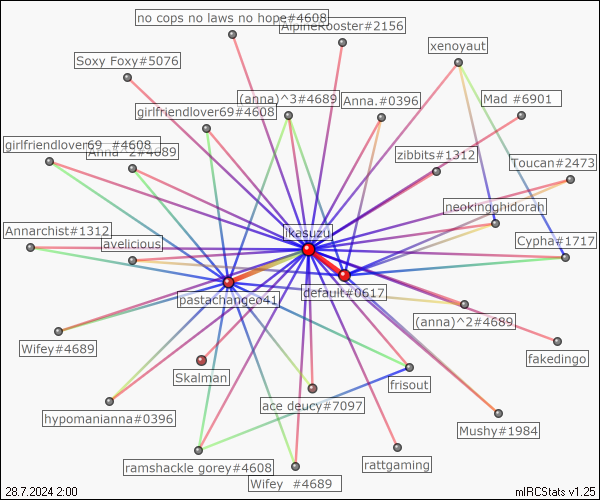 no cops no laws no hope#4608
AlpineRooster#2156
xenoyaut
Soxy Foxy#5076
(anna)^3#4689
Anna.#0396
Mad #6901
girlfriendlover69#4608
girlfriendlover69 #4608
Anna^2#4689
zibbits#1312
Toucan#2473
neokingghidorah
Annarchist#1312
avelicious
ikasuzu
Cypha#1717
pastachangeo41
default#0617
(anna)^2#4689
Wifey#4689
fakedingo
Skalman
frisout
hypomanianna#0396
ace deucy#7097
Mushy#1984
ramshackle gorey#4608
rattgaming
Wifey #4689
28.7.2024 2:00
mIRCStats v1.25